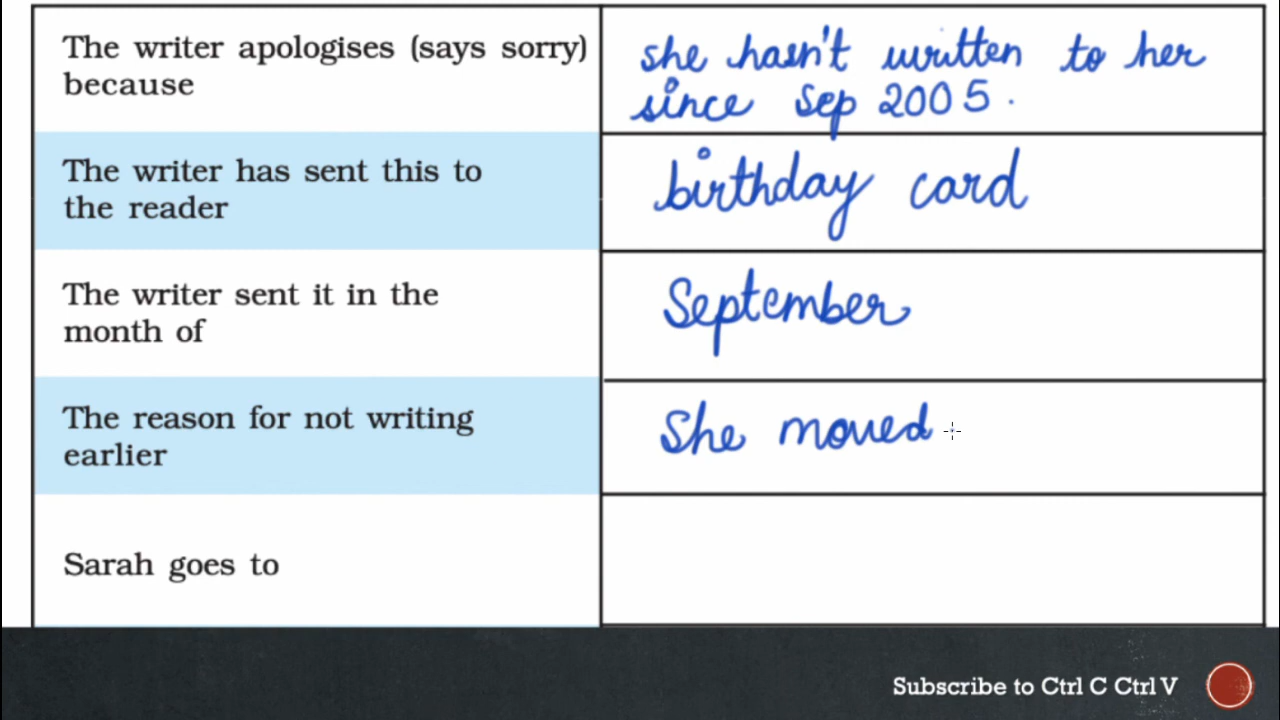 The writer apologises (says sorry)
because
she hasn't written to her
since Sep 2005.
The writer has sent this to
the reader
birthday card
The writer sent it in the
month of
September
The reason for not writing
earlier
She moved
Sarah goes to
Subscribe to Ctrl C Ctrl V